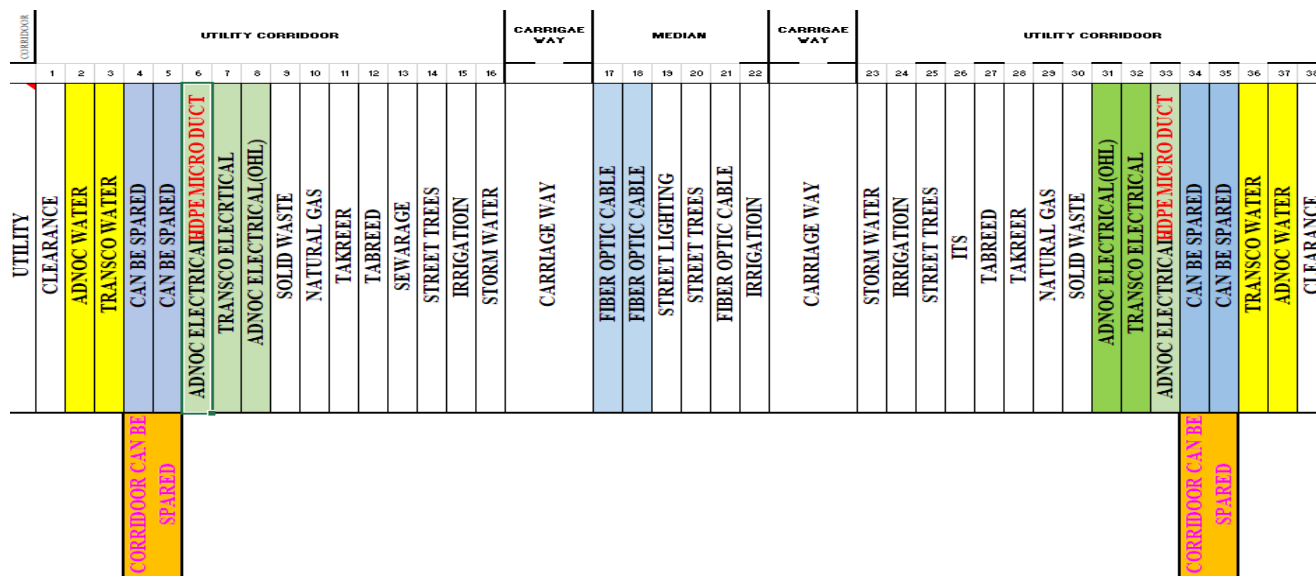 CORRIDOOR
UTILITY CORRIDOOR
CARRIGAE
WAY
MEDIAN
CARRIGAE
WAY
UTILITY CORRIDOOR
1 2 3 4 5 6 7 8 9 10 11 12 13 14 15 16 17 18 19 20 21 22 23 24 25 26 27 28 29 30 31 32 33 34 35 36 37 38
UTILITY
CLEARANCE
ADNOC WATER
TRANSCO WATER
CAN BE SPARED
CAN BE SPARED
ADNOC ELECTRICAL HDPE MICRO DUCT
TRANSCO ELECRTICAL
ADNOC ELECTRICAL(OHL)
SOLID WASTE
NATURAL GAS
TAKREER
TABREED
SEWARAGE
STREET TREES
IRRIGATIOIN
STORM WATER
CARRIAGE WAY
FIBER OPTIC CABLE
FIBER OPTIC CABLE
STREET LIGHTING
STREET TREES
FIBER OPTIC CABLE
IRRIGATIOIN
CARRIAGE WAY
STORM WATER
IRRIGATIOIN
STREET TREES
ITS
TABREED
TAKREER
NATURAL GAS
SOLID WASTE
ADNOC ELECTRICAL(OHL)
TRANSCO ELECTRICAL
ADNOC ELECTRICAL HDPE MICRO DUCT
CAN BE SPARED
CAN BE SPARED
TRANSCO WATER
ADNOC WATER
CLEARANCE
CORRIDOOR CAN BE
SPARED
CORRIDOOR CAN BE
SPARED